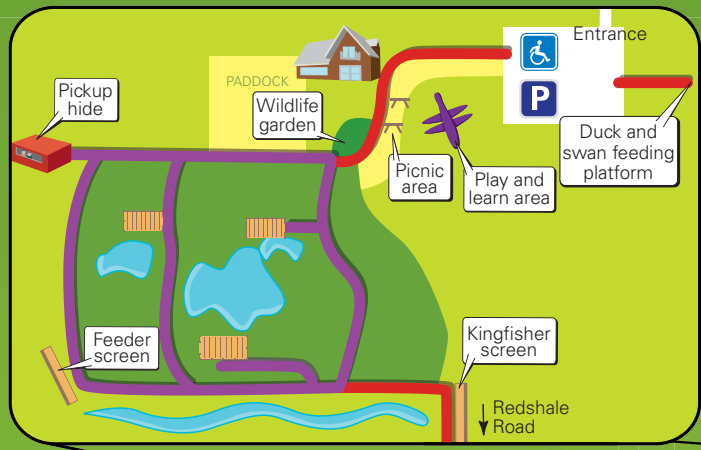 Entrance
P
PADDOCK
Pickup
hide
Wildlife
garden
Duck and
swan feeding
platform
Picnic
area
Play and
learn area
Feeder
screen
Kingfisher
screen
Redshale
Road